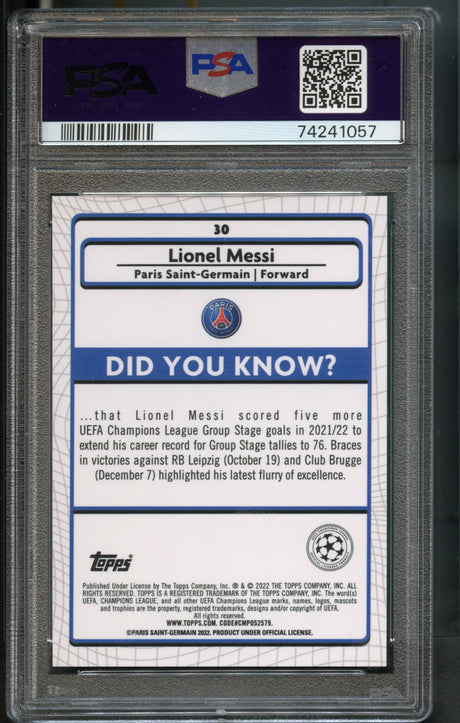 PSA
PSA
74241057
30
Lionel Messi
Paris Saint-Germain | Forward
PARIS
DID YOU KNOW?
...that Lionel Messi scored five more
UEFA Champions League Group Stage goals in 2021/22 to
extend his career record for Group Stage tallies to 76. Braces
in victories against RB Leipzig (October 19) and Club Brugge
(December 7) highlighted his latest flurry of excellence.
Topps
Published Under License by The Topps Company, Inc. ® & © 2022 THE TOPPS COMPANY, INC. ALL
RIGHTS RESERVED. TOPPS IS A REGISTERED TRADEMARK OF THE TOPPS COMPANY, INC. The word(s)
UEFA, CHAMPIONS LEAGUE, and all other UEFA Champions League marks, names, logos, mascots
and trophies are the property, registered trademarks, designs and/or copyright of UEFA.
All rights reserved.
WWW.TOPPS.COM. CODE#CMP052579.
©PARIS SAINT-GERMAIN 2022. PRODUCT UNDER OFFICIAL LICENSE.
PSA